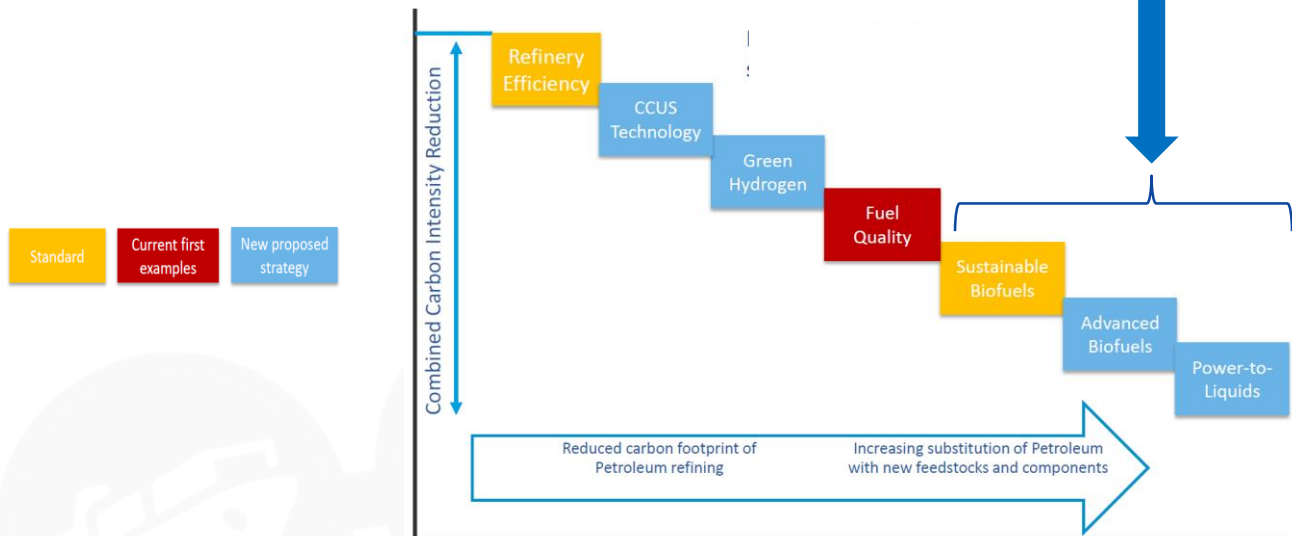 Refinery
Efficiency
CCUS
Technology
Green
Hydrogen
Fuel
Quality
Sustainable
Biofuels
Advanced
Biofuels
Power-to-
Liquids
Combined Carbon Intensity Reduction
Standard
Current first
examples
New proposed
strategy
Reduced carbon footprint of
Petroleum refining
Increasing substitution of Petroleum
with new feedstocks and components